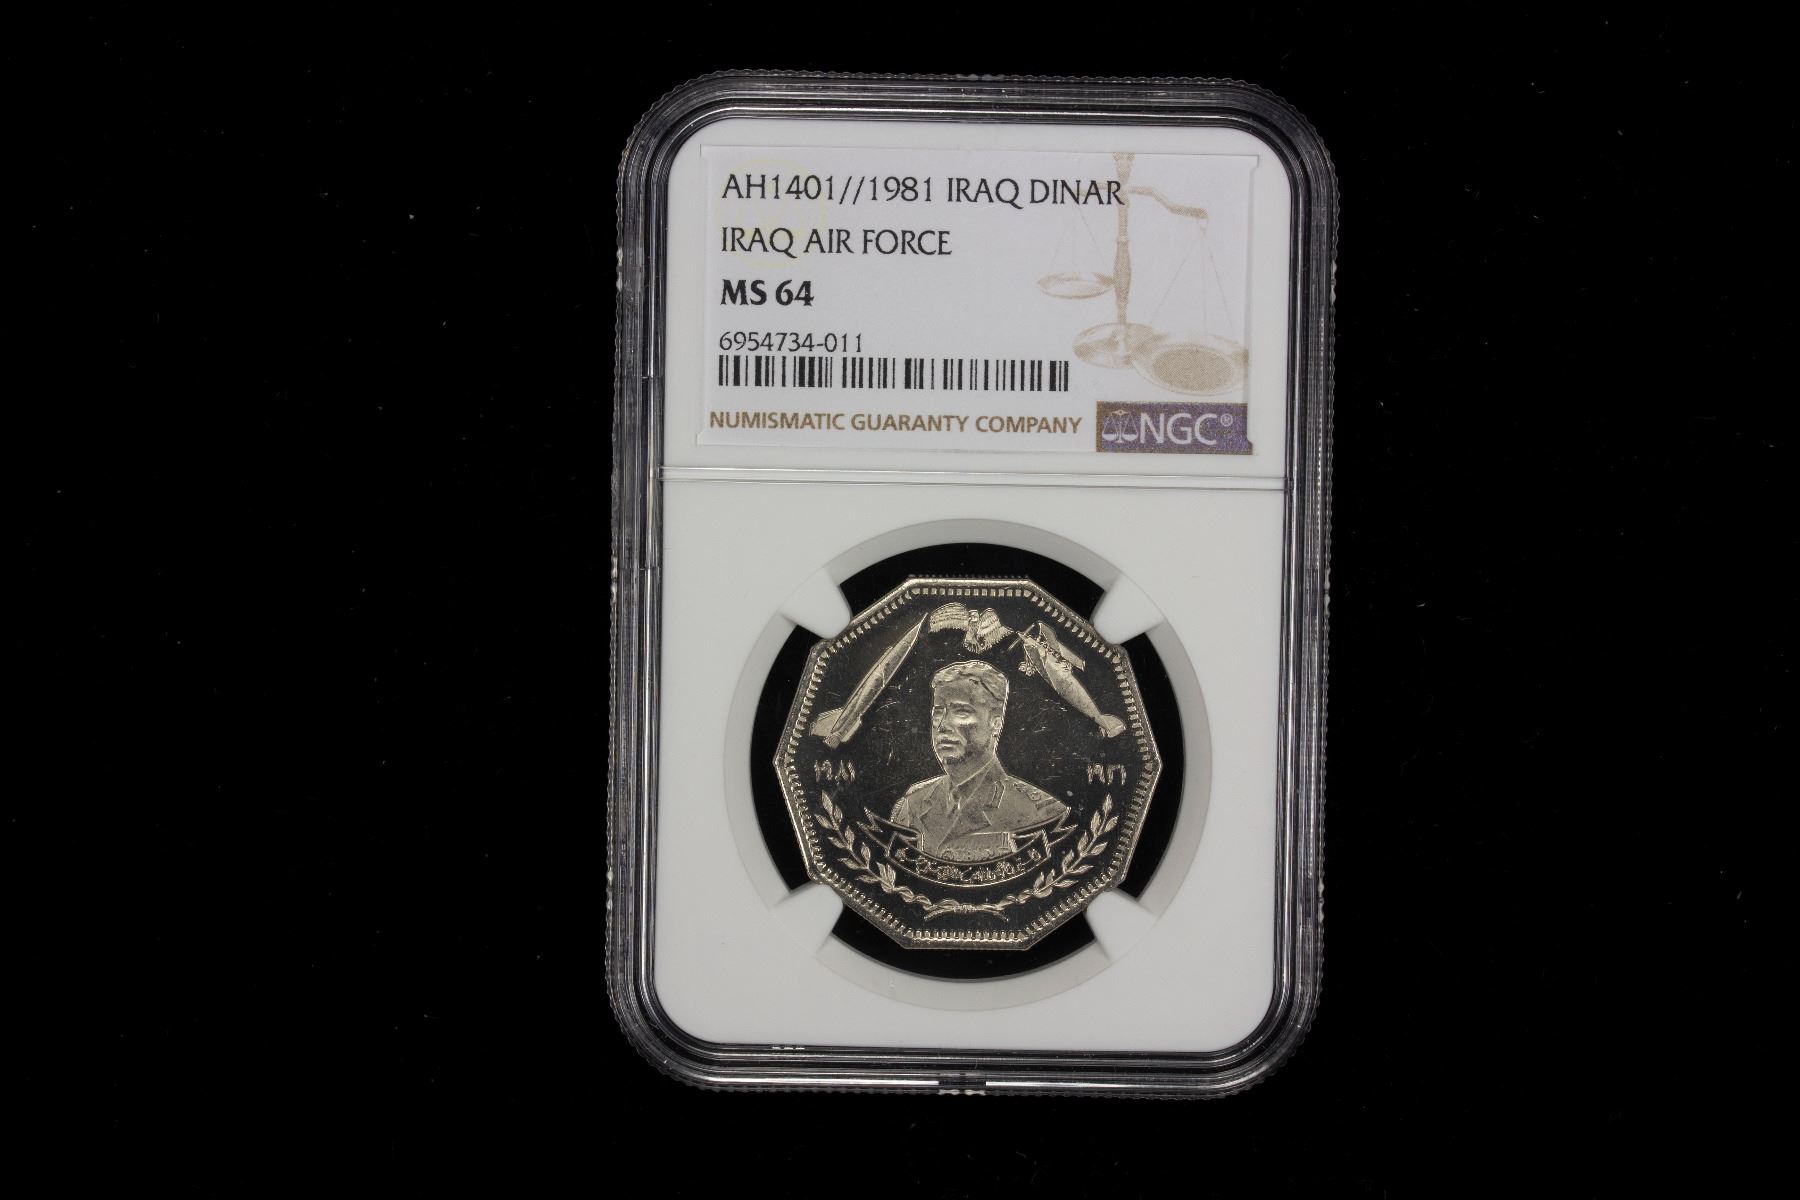 AH1401//1981 IRAQ DINAR
IRAQ AIR FORCE
MS 64
6954734-011
NUMISMATIC GUARANTY COMPANY
NGC®
١٩٨١ ١٩٣١